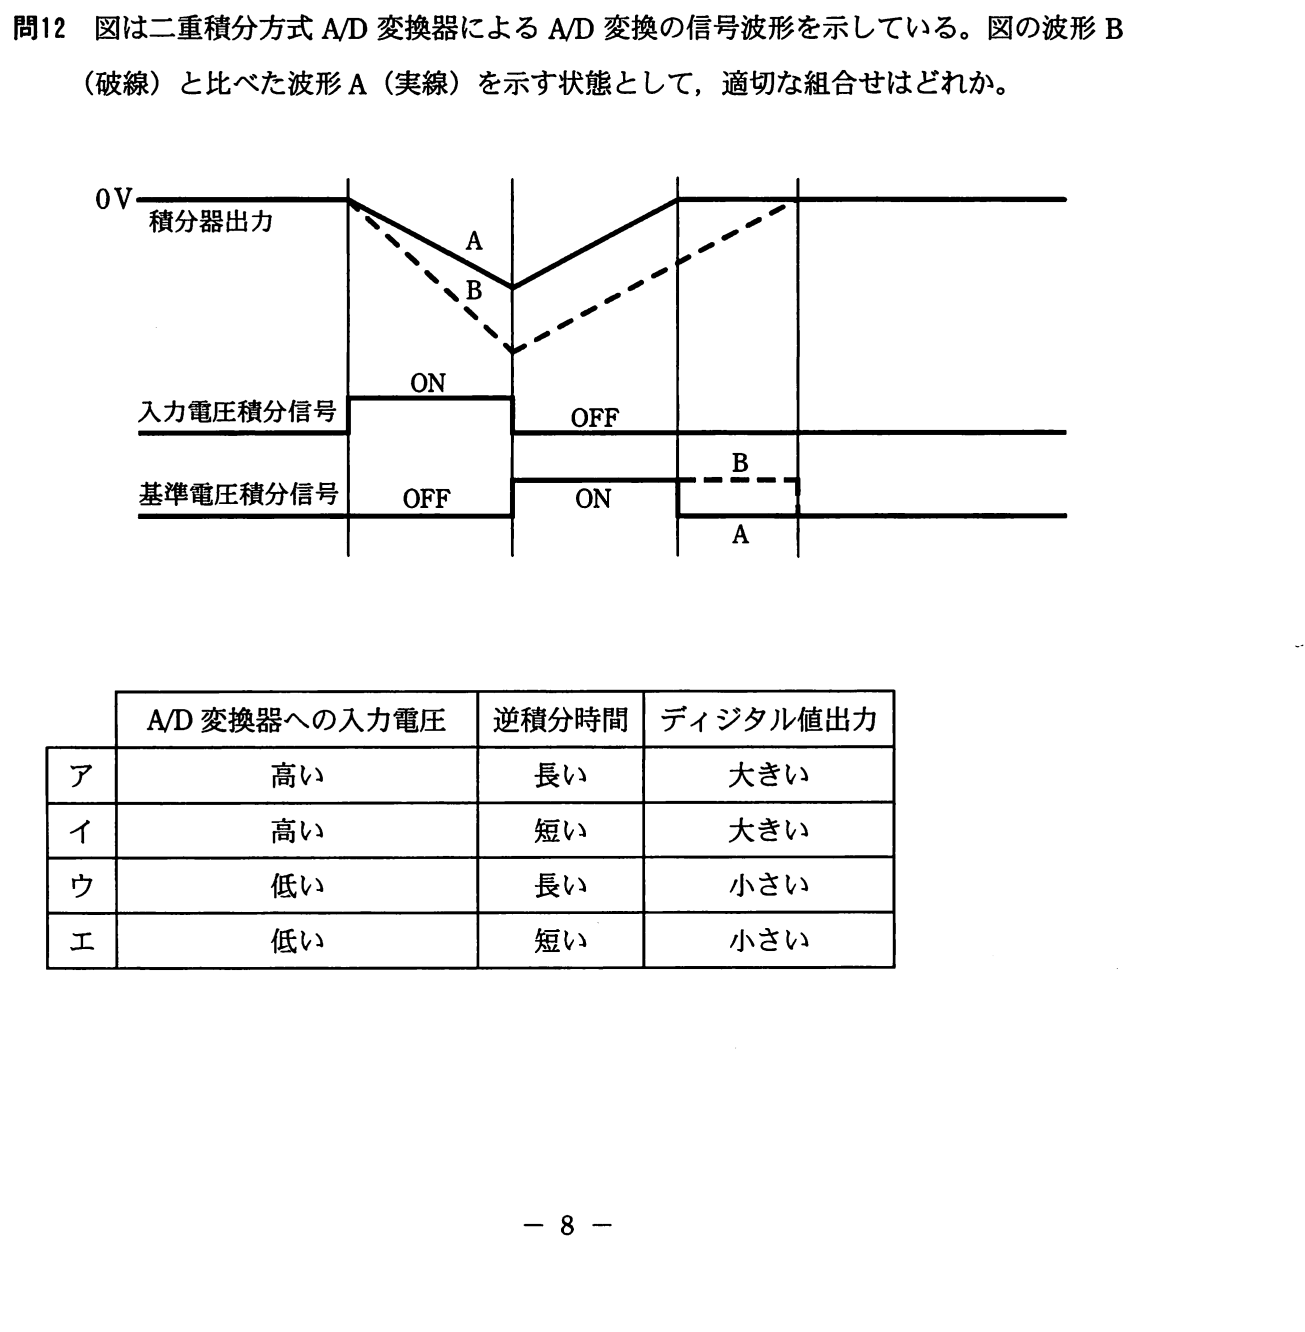 問12 図は二重積分方式 A/D 変換器による A/D 変換の信号波形を示している。図の波形 B
（破線）と比べた波形 A（実線）を示す状態として，適切な組合せはどれか。
0V
積分器出力
A
B
ON
入力電圧積分信号
OFF
B
基準電圧積分信号
OFF
ON
A
A/D 変換器への入力電圧 逆積分時間 ディジタル値出力
ア 高い 長い 大きい
イ 高い 短い 大きい
ウ 低い 長い 小さい
エ 低い 短い 小さい
－ 8 －